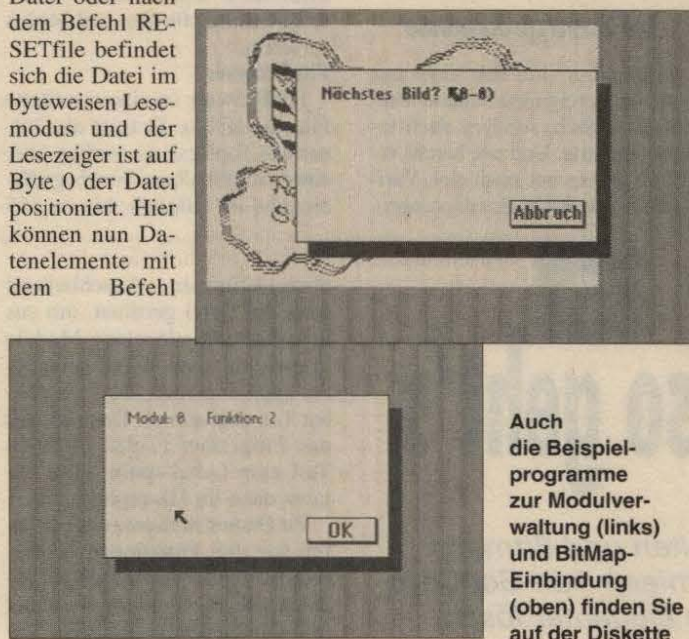 Datei oder nach
dem Befehl RE-
SETfile befindet
sich die Datei im
byteweisen Lese-
modus und der
Lesezeiger ist auf
Byte 0 der Datei
positioniert. Hier
können nun Da-
tenelemente mit
dem Befehl
Nächstes Bild? (0-8)
Abbruch
Modul: 8 Funktion: 2
OK
Auch
die Beispiel-
programme
zur Modulver-
waltung (links)
und BitMap-
Einbindung
(oben) finden Sie
auf der Diskette